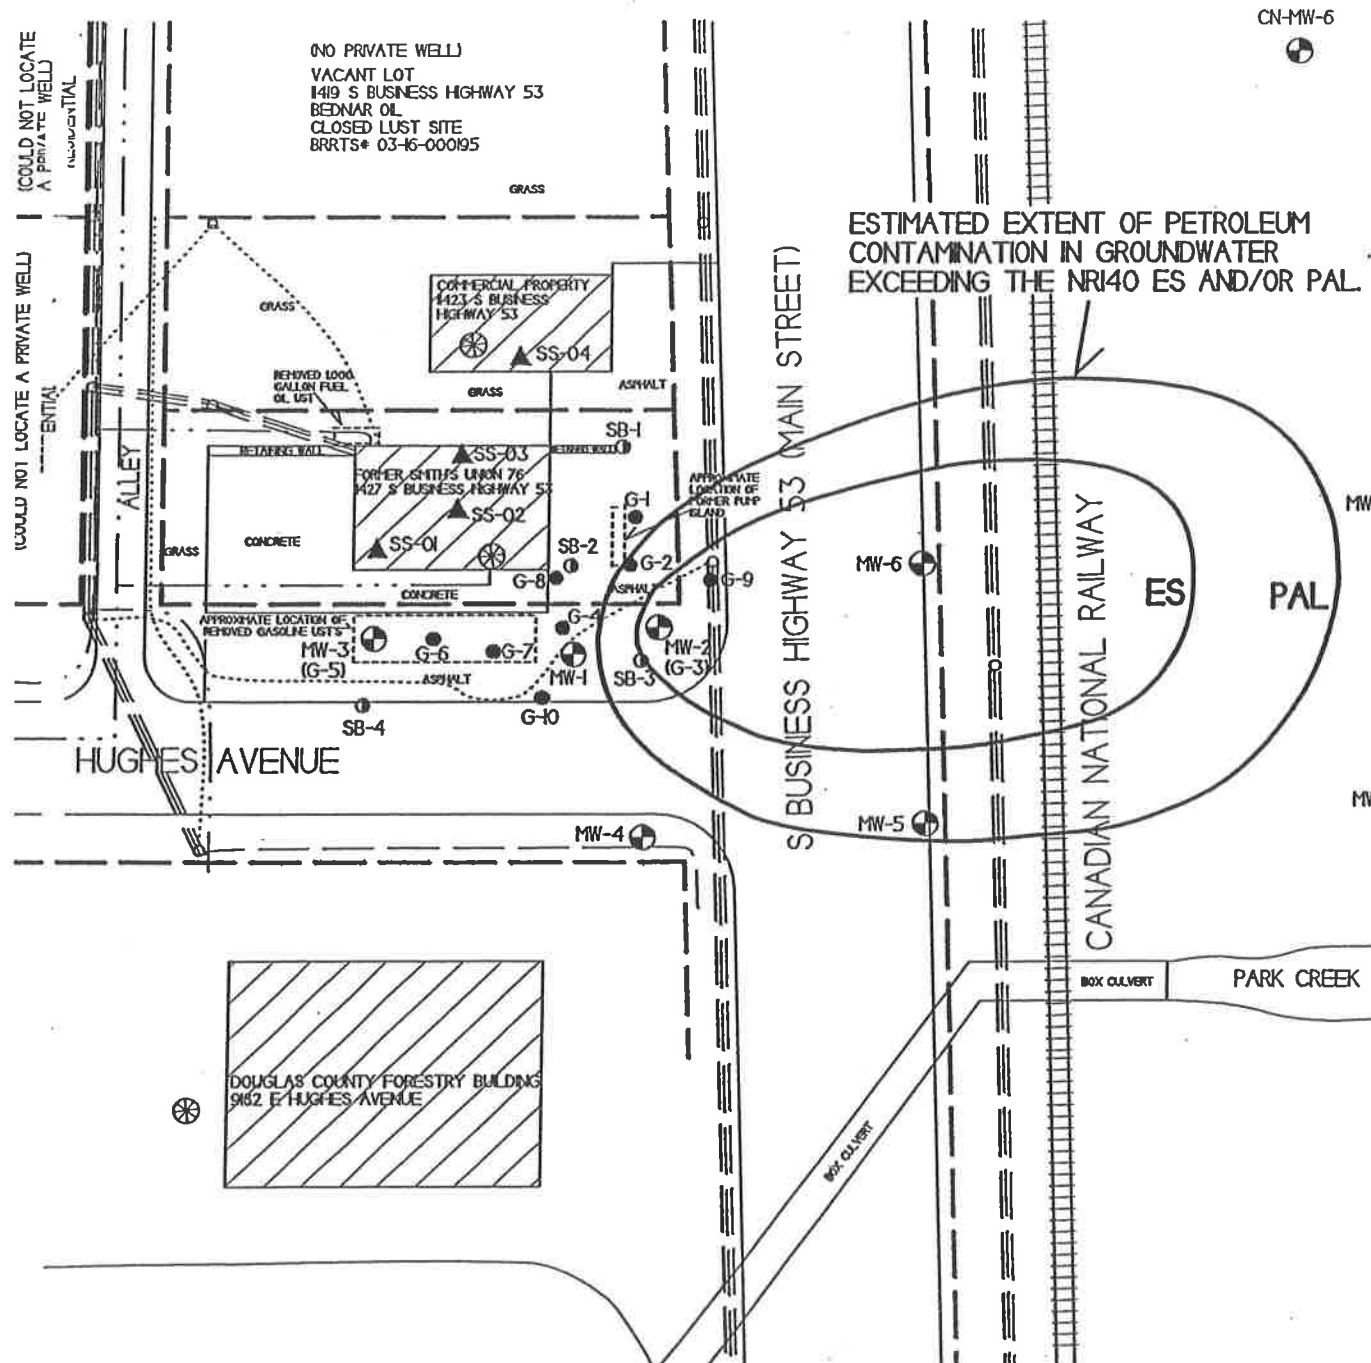 CN-MW-6
(COULD NOT LOCATE
A PRIVATE WELL)
RESIDENTIAL
(NO PRIVATE WELL)
VACANT LOT
11419 S BUSINESS HIGHWAY 53
BEDNAR OIL
CLOSED LUST SITE
BRRTS# 03-16-000195
GRASS
ESTIMATED EXTENT OF PETROLEUM
CONTAMINATION IN GROUNDWATER
EXCEEDING THE NR140 ES AND/OR PAL.
(COULD NOT LOCATE A PRIVATE WELL)
ENTIAL
GRASS
COMMERCIAL PROPERTY
11423 S BUSINESS
HIGHWAY 53
SS-04
REMOVED 1,000
GALLON FUEL
OIL UST
GRASS
ASPHALT
SB-1
RETAINING WALL
RETAINING WALL
SS-03
FORMER SMITH'S UNION 76
11427 S BUSINESS HIGHWAY 53
SS-02
SS-01
APPROXIMATE
LOCATION OF
FORMER PUMP
ISLAND
G-1
ALLEY
GRASS
CONCRETE
SB-2
G-2
G-8
G-9
ASPHALT
CONCRETE
MW-6
ES
PAL
MW
APPROXIMATE LOCATION OF
REMOVED GASOLINE UST'S
MW-3
(G-5)
G-6
G-7
G-4
MW-1
MW-2
(G-3)
SB-3
ASPHALT
G-10
SB-4
HUGHES AVENUE
S BUSINESS HIGHWAY 53 (MAIN STREET)
CANADIAN NATIONAL RAILWAY
MW-4
MW-5
MW
BOX CULVERT
PARK CREEK
BOX CULVERT
DOUGLAS COUNTY FORESTRY BUILDING
9182 E HUGHES AVENUE